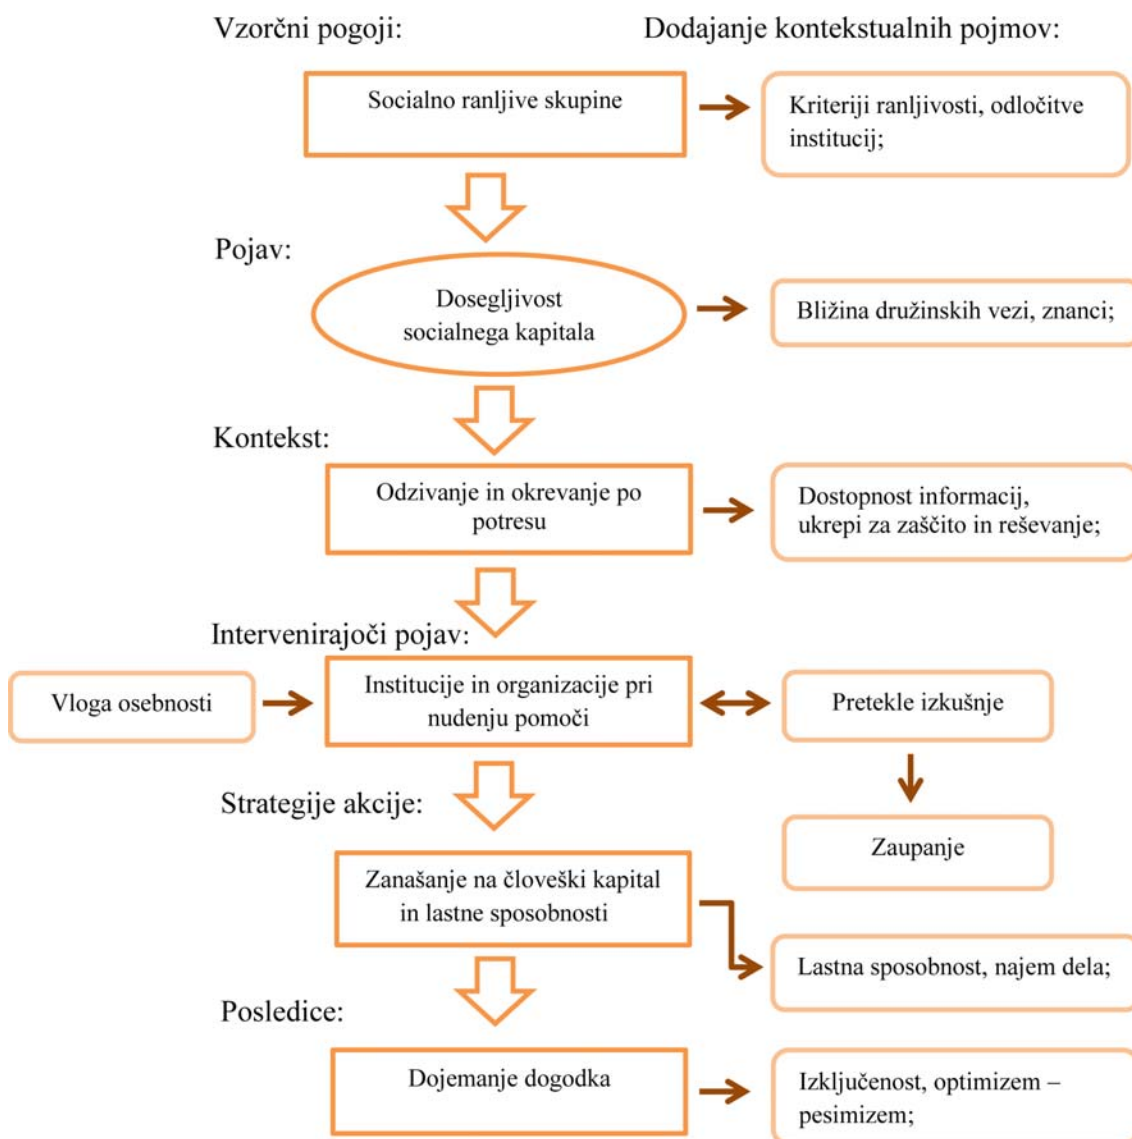 Vzorčni pogoji:
Dodajanje kontekstualnih pojmov:
Socialno ranljive skupine
Kriteriji ranljivosti, odločitve
institucij;
Pojav:
Dosegljivost
socialnega kapitala
Bližina družinskih vezi, znanci;
Kontekst:
Odzivanje in okrevanje po
potresu
Dostopnost informacij,
ukrepi za zaščito in reševanje;
Intervenirajoči pojav:
Vloga osebnosti
Institucije in organizacije pri
nudenju pomoči
Pretekle izkušnje
Strategije akcije:
Zaupanje
Zanašanje na človeški kapital
in lastne sposobnosti
Lastna sposobnost, najem dela;
Posledice:
Dojemanje dogodka
Izključenost, optimizem –
pesimizem;